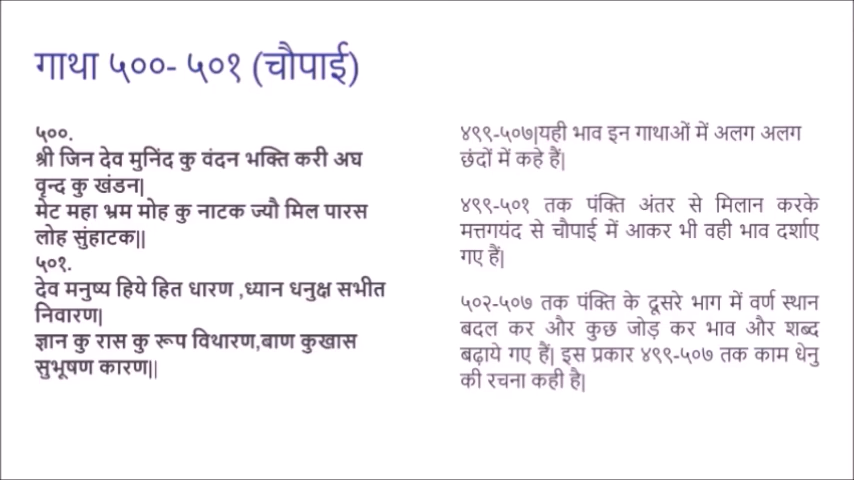 गाथा ५००- ५०१ (चौपाई)
५००.
श्री जिन देव मुनिंद कु वंदन भक्ति करी अघ
वृन्द कु खंडन|
मेट महा भ्रम मोह कु नाटक ज्यौ मिल पारस
लोह सुंहाटक||
५०१.
देव मनुष्य हिये हित धारण ,ध्यान धनुक्ष सभीत
निवारण|
ज्ञान कु रास कु रूप विथारण,बाण कुखास
सुभूषण कारण||
४९९-५०७|यही भाव इन गाथाओं में अलग अलग
छंदों में कहे हैं|
४९९-५०१ तक पंक्ति अंतर से मिलान करके
मत्तगयंद से चौपाई में आकर भी वही भाव दर्शाए
गए हैं|
५०२-५०७ तक पंक्ति के दूसरे भाग में वर्ण स्थान
बदल कर और कुछ जोड़ कर भाव और शब्द
बढ़ाये गए हैं| इस प्रकार ४९९-५०७ तक काम धेनु
की रचना कही है|